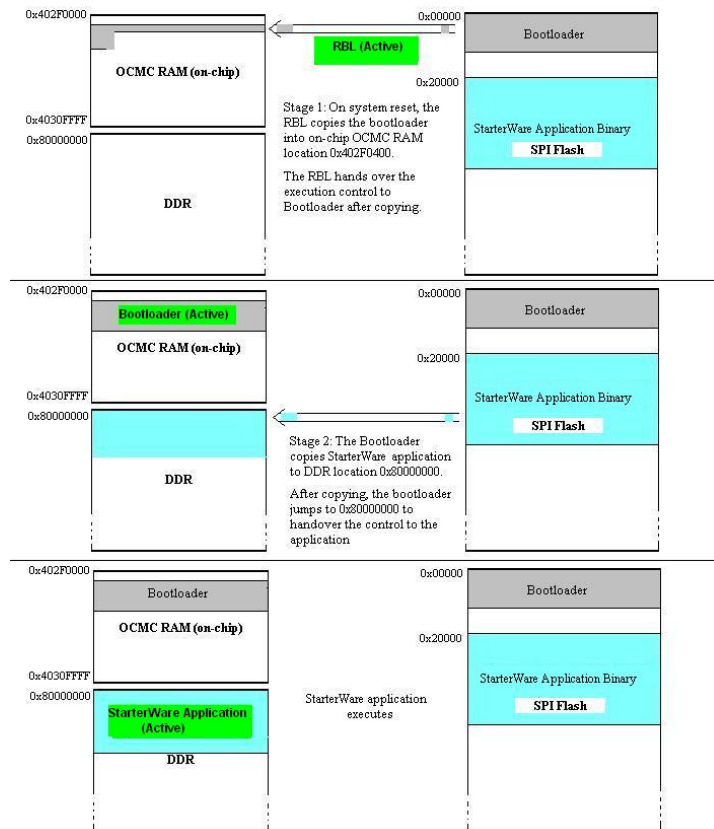 0x402F0000
OCMC RAM (on-chip)
0x4030FFFF
0x80000000
DDR
RBL (Active)
Stage 1: On system reset, the
RBL copies the bootloader
into on-chip OCMC RAM
location 0x402F0400.
The RBL hands over the
execution control to
Bootloader after copying.
0x00000
Bootloader
0x20000
StarterWare Application Binary
SPI Flash
0x402F0000
Bootloader (Active)
OCMC RAM (on-chip)
0x4030FFFF
0x80000000
DDR
Stage 2: The Bootloader
copies StarterWare application
to DDR location 0x80000000.
After copying, the bootloader
jumps to 0x80000000 to
handover the control to the
application
0x00000
Bootloader
0x20000
StarterWare Application Binary
SPI Flash
0x402F0000
Bootloader
OCMC RAM (on-chip)
0x4030FFFF
0x80000000
StarterWare Application
(Active)
DDR
StarterWare application
executes
0x00000
Bootloader
0x20000
StarterWare Application Binary
SPI Flash